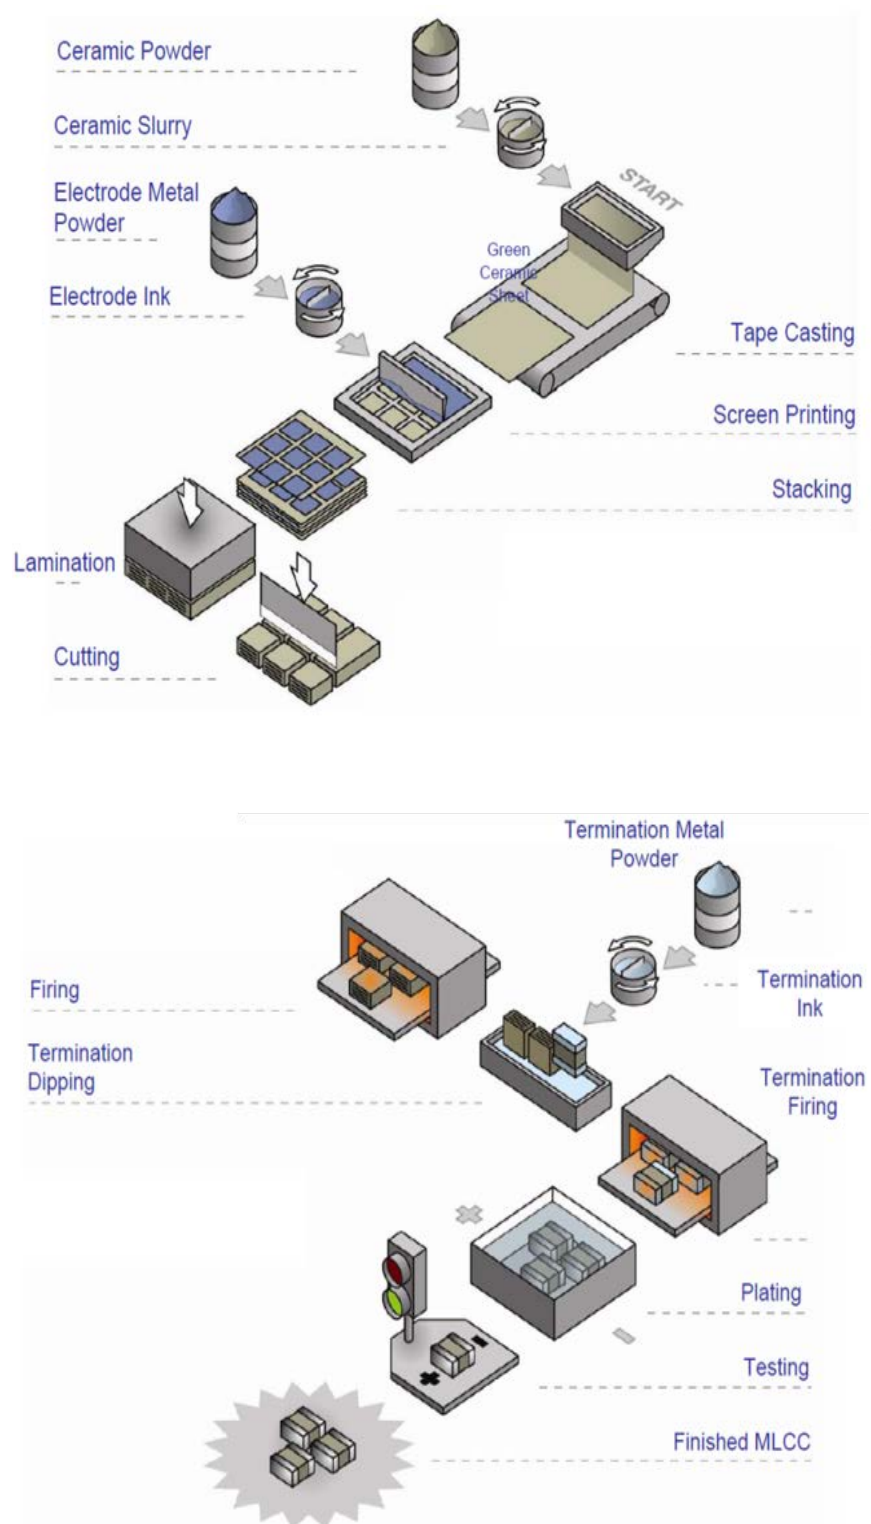 Ceramic Powder
Ceramic Slurry
START
Electrode Metal
Powder
Green
Ceramic
Sheet
Electrode Ink
Tape Casting
Screen Printing
Stacking
Lamination
Cutting
Termination Metal
Powder
Firing
Termination
Ink
Termination
Dipping
Termination
Firing
Plating
Testing
Finished MLCC